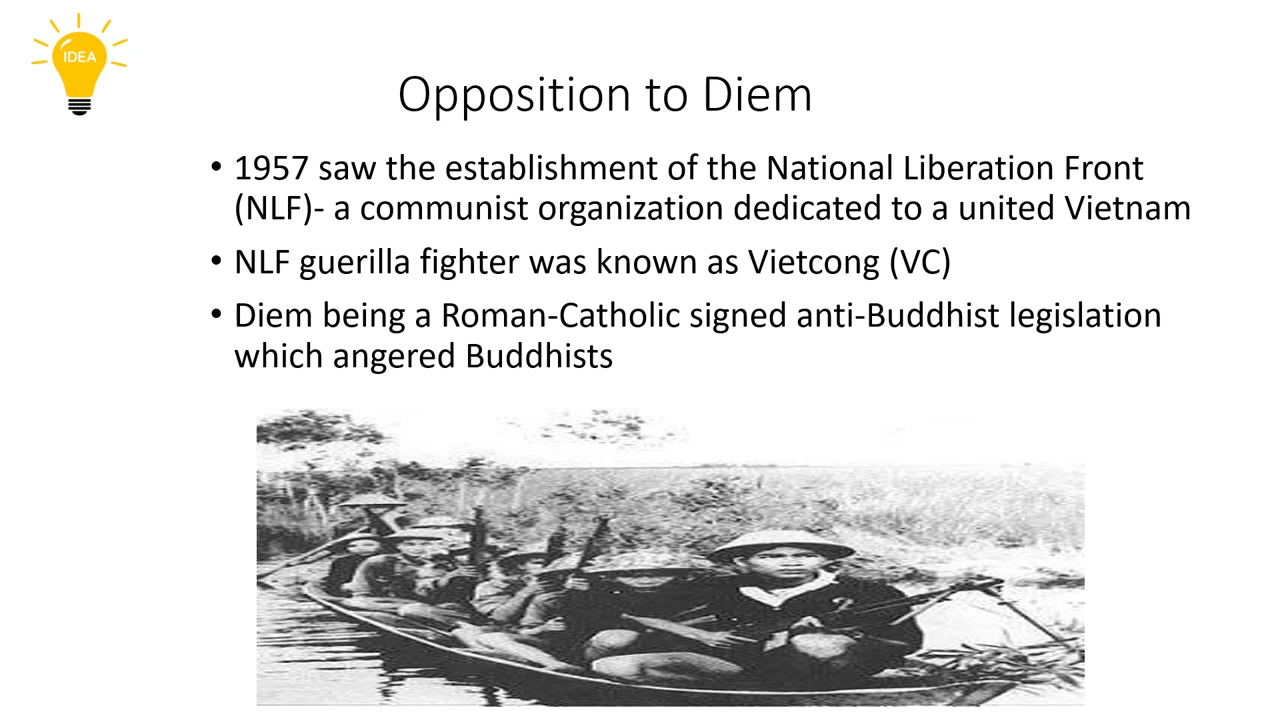 IDEA
Opposition to Diem
• 1957 saw the establishment of the National Liberation Front
(NLF)- a communist organization dedicated to a united Vietnam
• NLF guerilla fighter was known as Vietcong (VC)
• Diem being a Roman-Catholic signed anti-Buddhist legislation
which angered Buddhists